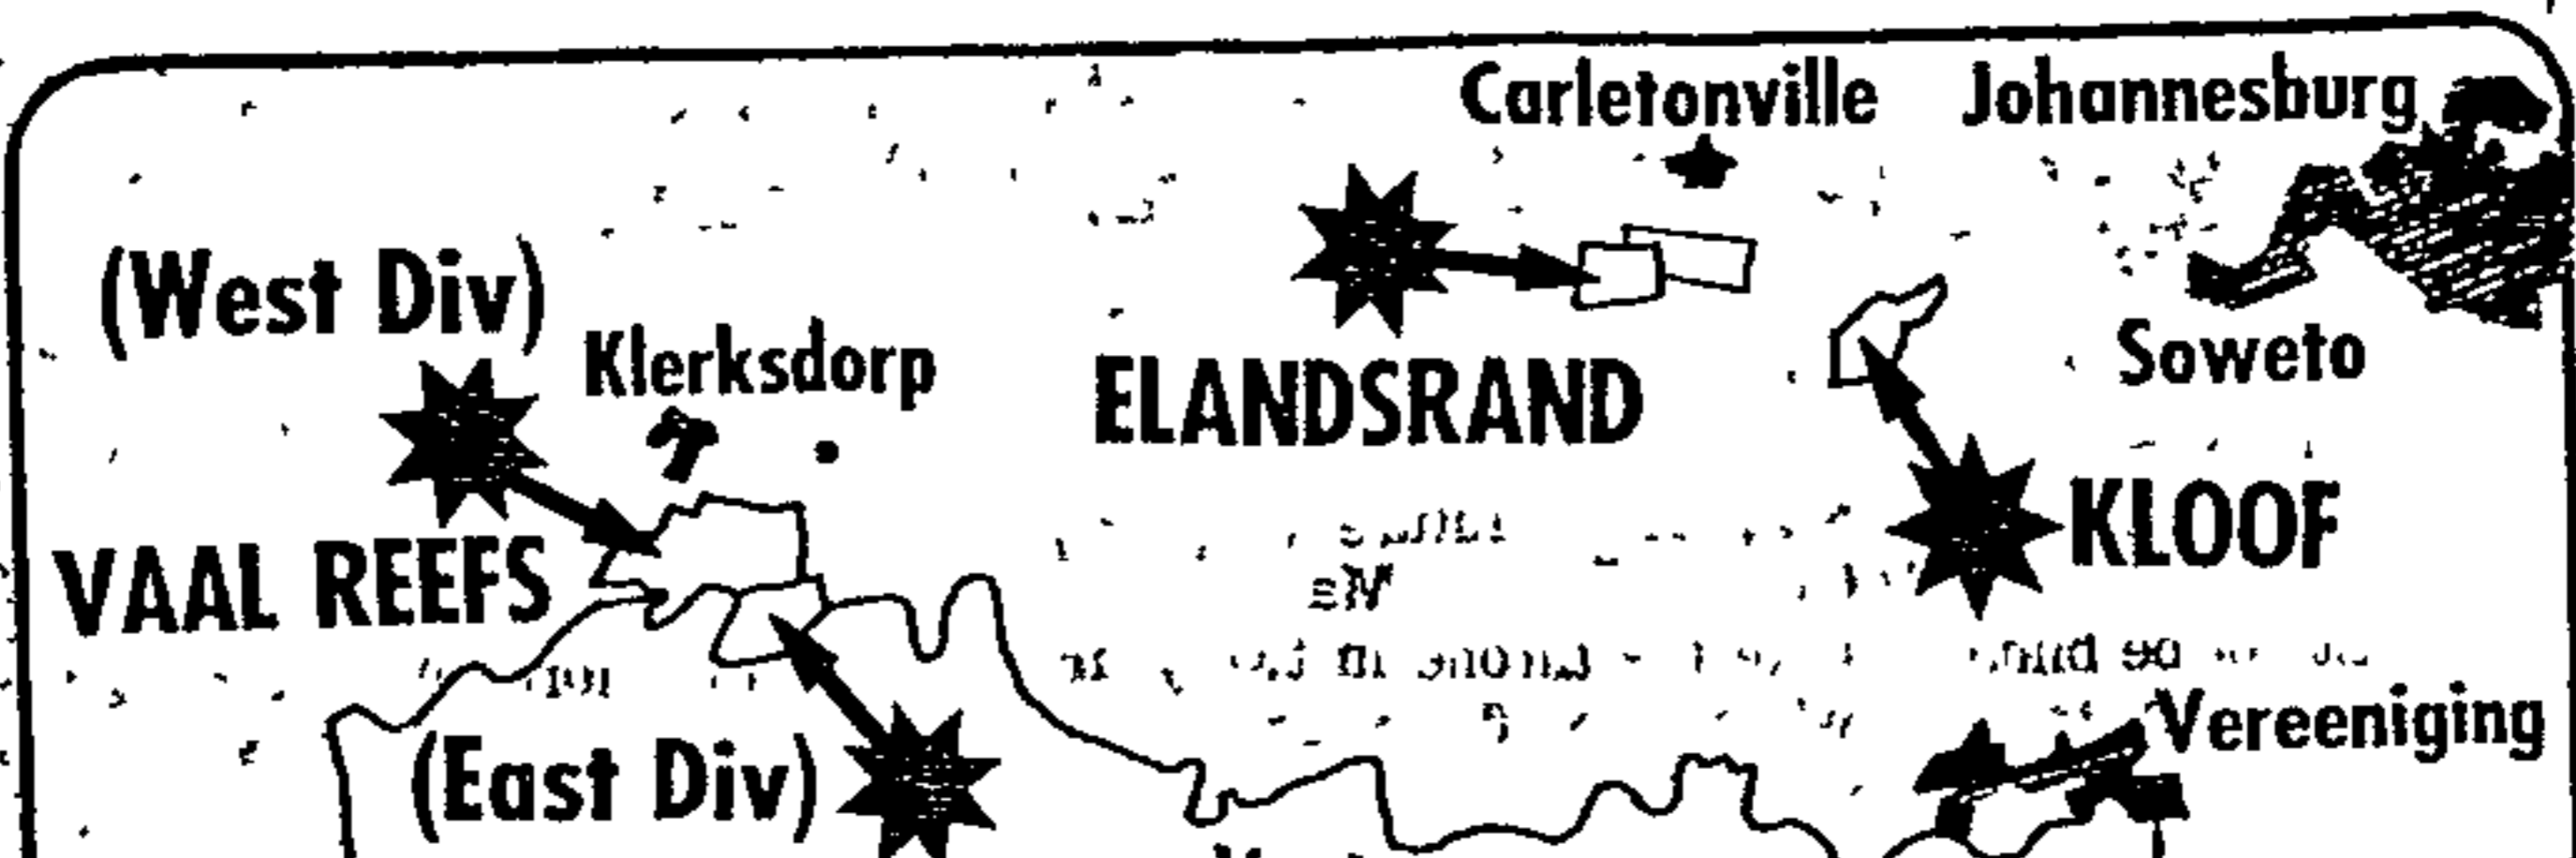 Carletonville
Johannesburg
(West Div)
Klerksdorp
ELANDSRAND
Soweto
KLOOF
VAAL REEFS
Vereeniging
(East Div)